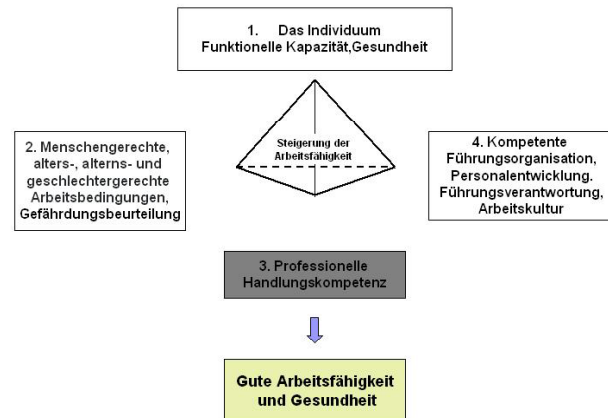 1. Das Individuum
Funktionelle Kapazität,Gesundheit
Steigerung der
Arbeitsfähigkeit
2. Menschengerechte,
alters-, alterns- und
geschlechtergerechte
Arbeitsbedingungen,
Gefährdungsbeurteilung
4. Kompetente
Führungsorganisation,
Personalentwicklung.
Führungsverantwortung,
Arbeitskultur
3. Professionelle
Handlungskompetenz
Gute Arbeitsfähigkeit
und Gesundheit